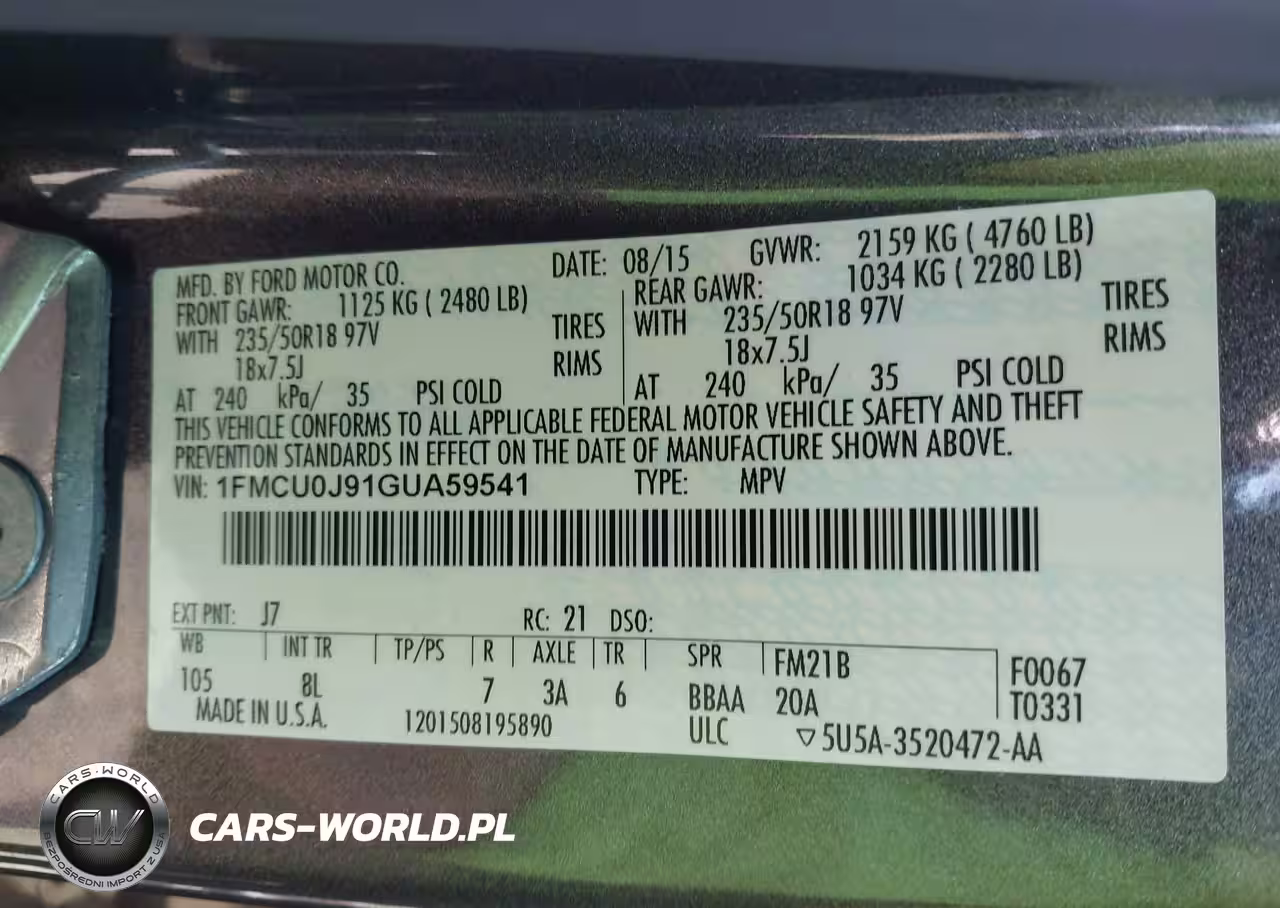 MFD. BY FORD MOTOR CO. DATE: 08/15 GVWR: 2159 KG ( 4760 LB)
FRONT GAWR: 1125 KG ( 2480 LB) REAR GAWR: 1034 KG ( 2280 LB)
WITH 235/50R18 97V TIRES WITH 235/50R18 97V TIRES
18x7.5J RIMS 18x7.5J RIMS
AT 240 kPa/ 35 PSI COLD AT 240 kPa/ 35 PSI COLD
THIS VEHICLE CONFORMS TO ALL APPLICABLE FEDERAL MOTOR VEHICLE SAFETY AND THEFT
PREVENTION STANDARDS IN EFFECT ON THE DATE OF MANUFACTURE SHOWN ABOVE.
VIN: 1FMCU0J91GUA59541 TYPE: MPV
EXT PNT: J7 RC: 21 DSO:
WB INT TR TP/PS R AXLE TR SPR FM21B F0067
105 8L 7 3A 6 BBAA 20A T0331
MADE IN U.S.A. 1201508195890 ULC ▽5U5A-3520472-AA
CARS-WORLD
CW
BEZPOŚREDNI IMPORT Z USA
CARS-WORLD.PL